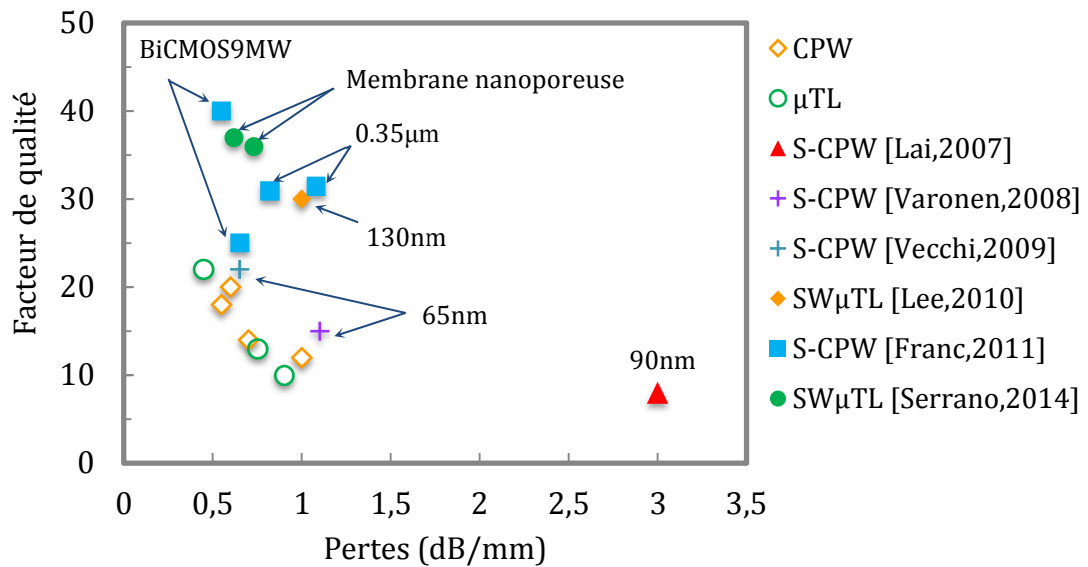 Facteur de qualité
50
40
30
20
10
0
BiCMOS9MW
Membrane nanoporeuse
0.35µm
130nm
65nm
90nm
0
0,5
1
1,5
2
2,5
3
3,5
Pertes (dB/mm)
CPW
µTL
S-CPW [Lai,2007]
S-CPW [Varonen,2008]
S-CPW [Vecchi,2009]
SWµTL [Lee,2010]
S-CPW [Franc,2011]
SWµTL [Serrano,2014]